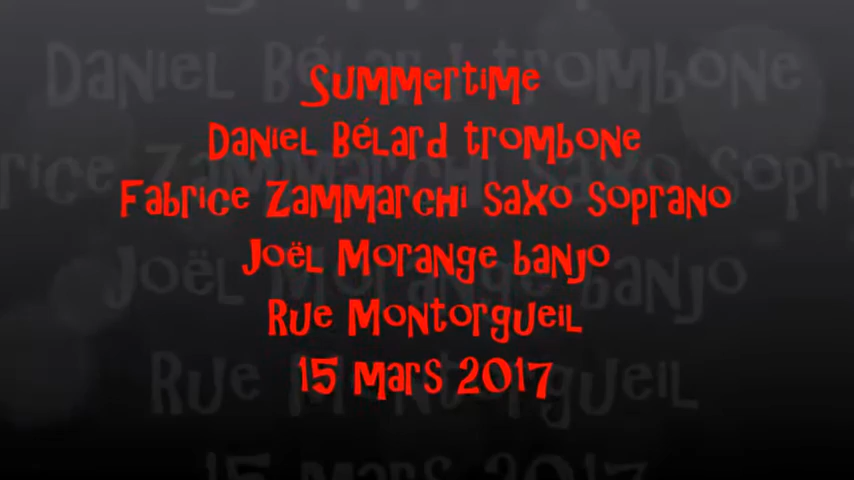 Summertime
Daniel Bélard trombone
Fabrice Zammarchi saxo soprano
Joël Morange banjo
Rue Montorgueil
15 mars 2017